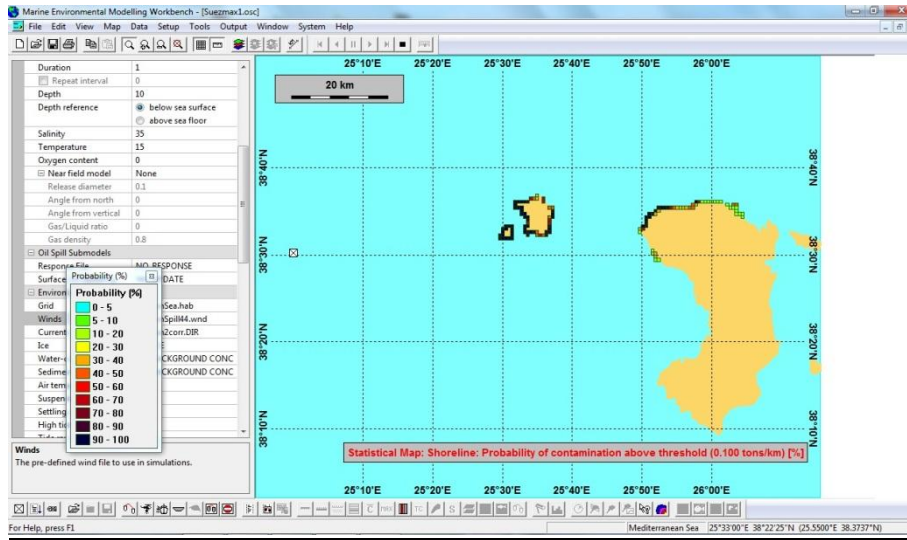 Marine Environmental Modelling Workbench - [Suezmax1.osc]
File Edit View Map Data Setup Tools Output Window System Help
Duration 1
Repeat interval 0
Depth 10
Depth reference below sea surface
above sea floor
Salinity 35
Temperature 15
Oxygen content 0
Near field model None
Release diameter 0.1
Angle from north 0
Angle from vertical 0
Gas/Liquid ratio 0
Gas density 0.8
Oil Spill Submodels
Response File NO RESPONSE
Surface DATE
Environ
Grid Sea.hab
Winds Spill44.wnd
Current 2corr.DIR
Ice
Water-c CKGROUND CONC
Sedime CKGROUND CONC
Air tem
Suspen
Settling
High tid
Probability (%)
Probability (%)
0 - 5
5 - 10
10 - 20
20 - 30
30 - 40
40 - 50
50 - 60
60 - 70
70 - 80
80 - 90
90 - 100
Winds
The pre-defined wind file to use in simulations.
25°10'E 25°20'E 25°30'E 25°40'E 25°50'E 26°00'E
20 km
38°40'N 38°40'N
38°30'N 38°30'N
38°20'N 38°20'N
38°10'N 38°10'N
Statistical Map: Shoreline: Probability of contamination above threshold (0.100 tons/km) [%]
25°10'E 25°20'E 25°30'E 25°40'E 25°50'E 26°00'E
For Help, press F1
Mediterranean Sea 25°33'00"E 38°22'25"N (25.5500°E 38.3737°N)